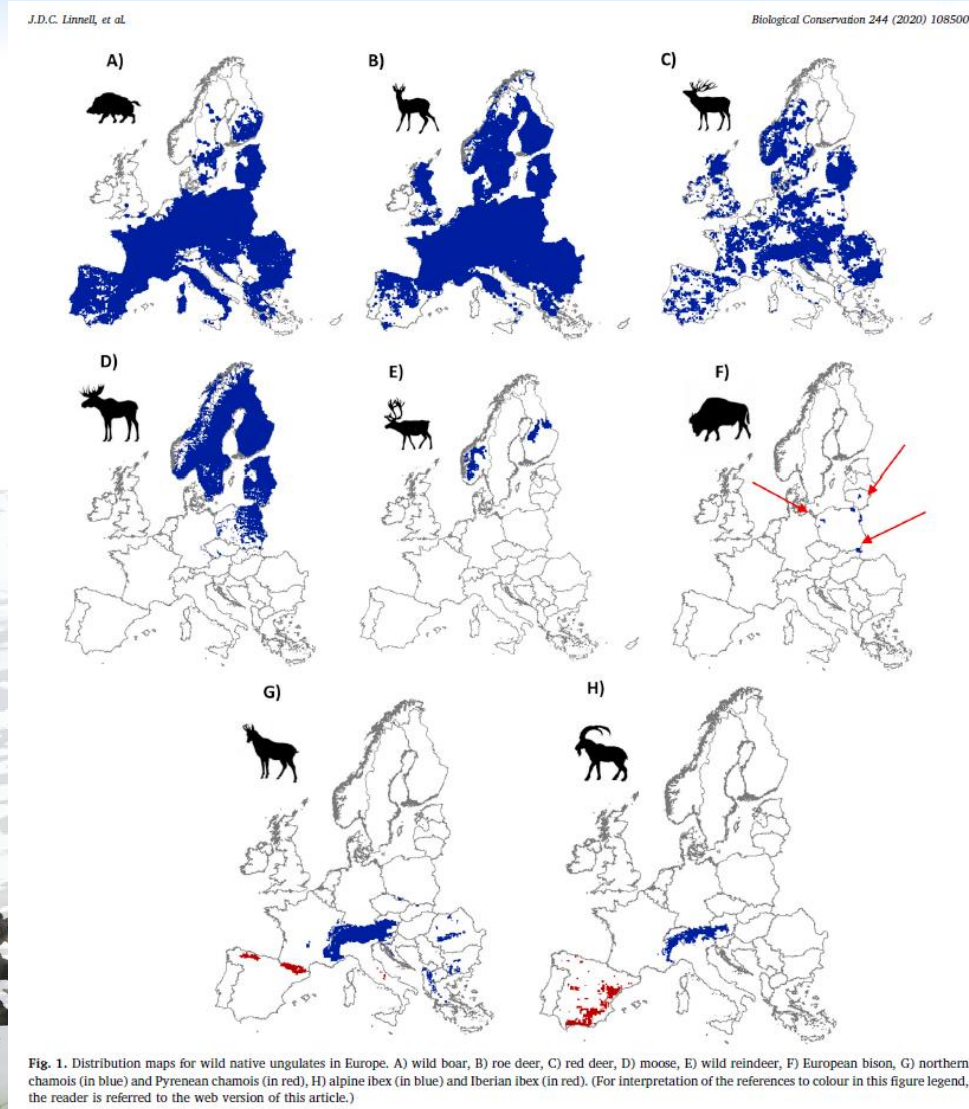 J.D.C. Linnell, et al.
Biological Conservation 244 (2020) 108500
A)
B)
C)
D)
E)
F)
G)
H)
Fig. 1. Distribution maps for wild native ungulates in Europe. A) wild boar, B) roe deer, C) red deer, D) moose, E) wild reindeer, F) European bison, G) northern
chamois (in blue) and Pyrenean chamois (in red), H) alpine ibex (in blue) and Iberian ibex (in red). (For interpretation of the references to colour in this figure legend,
the reader is referred to the web version of this article.)